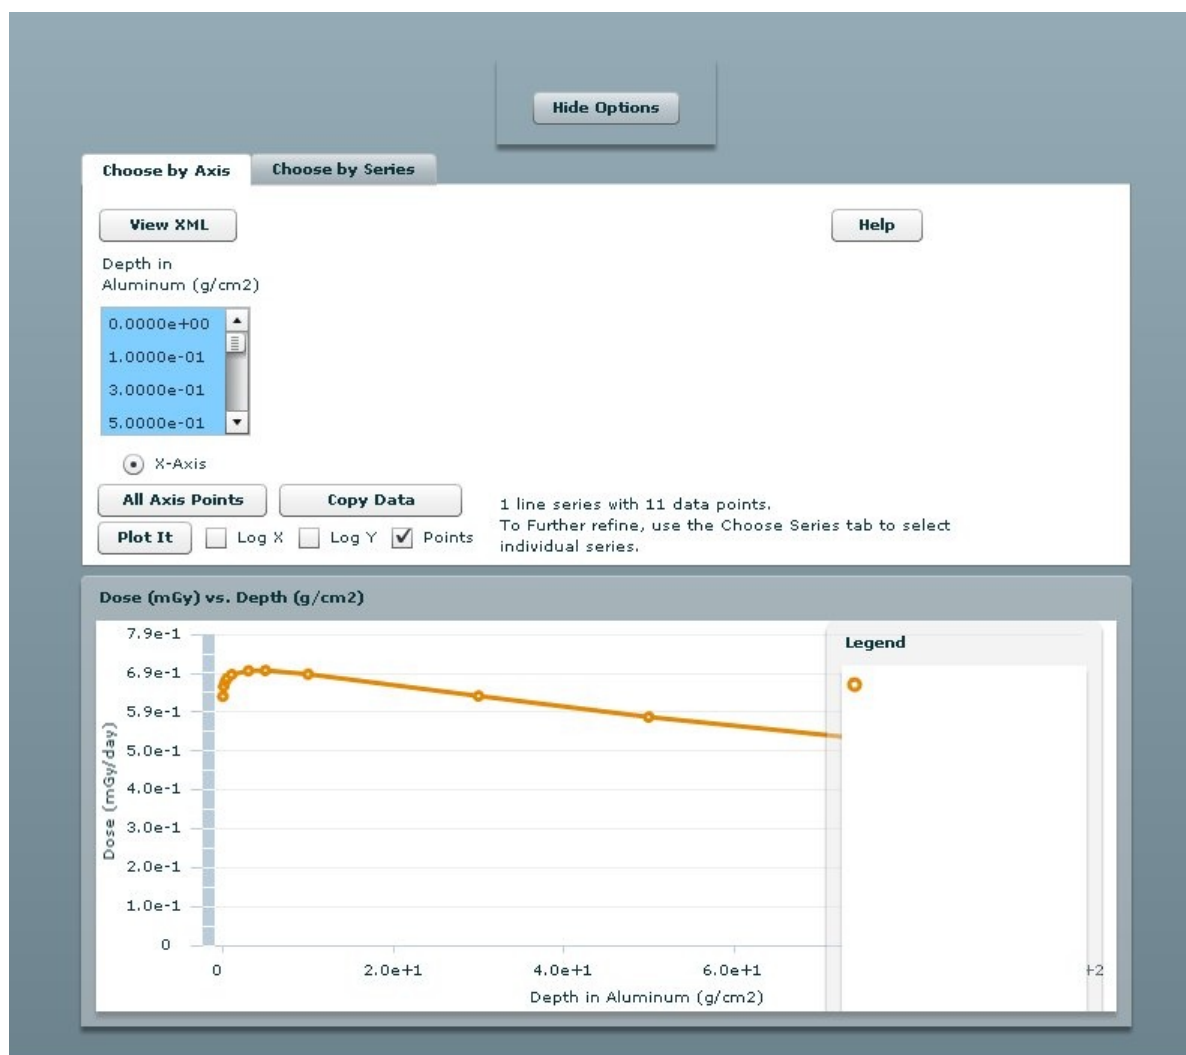 Hide Options
Choose by Axis
Choose by Series
View XML
Help
Depth in
Aluminum (g/cm2)
0.0000e+00
1.0000e-01
3.0000e-01
5.0000e-01
X-Axis
All Axis Points
Copy Data
1 line series with 11 data points.
To Further refine, use the Choose Series tab to select
individual series.
Plot It
Log X
Log Y
Points
Dose (mGy) vs. Depth (g/cm2)
Legend
7.9e-1
6.9e-1
5.9e-1
5.0e-1
4.0e-1
3.0e-1
2.0e-1
1.0e-1
0
Dose (mGy/day)
0
2.0e+1
4.0e+1
6.0e+1
+2
Depth in Aluminum (g/cm2)